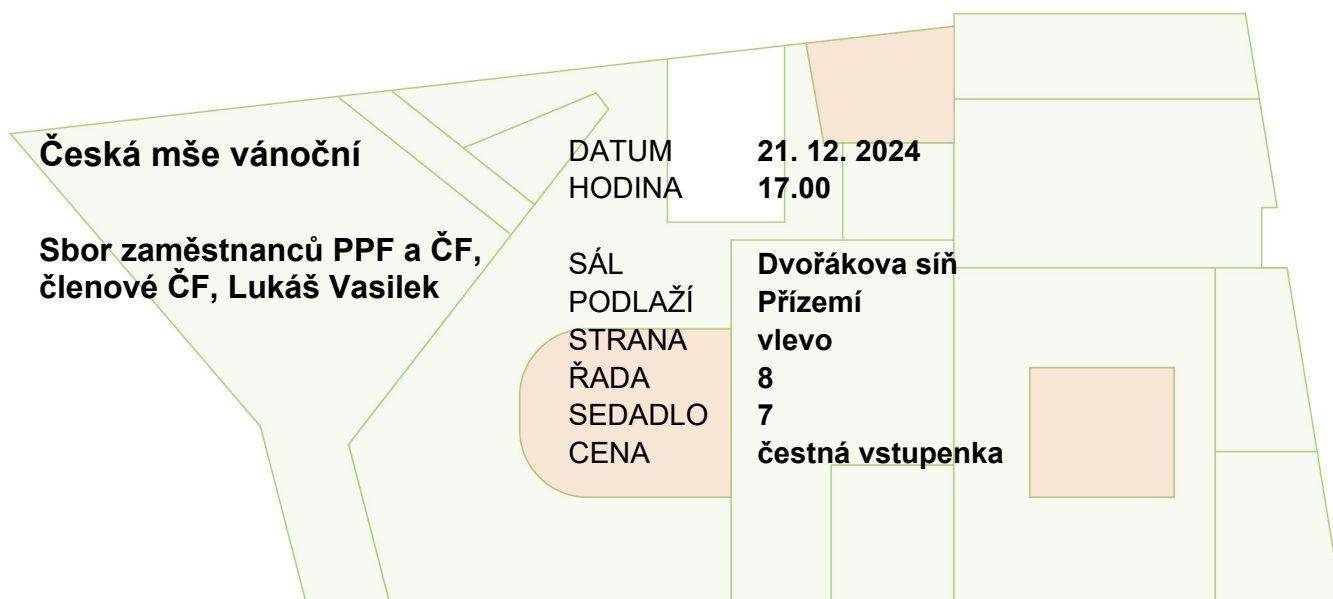 Česká mše vánoční
Sbor zaměstnanců PPF a ČF,
členové ČF, Lukáš Vasilek
DATUM 21. 12. 2024
HODINA 17.00
SÁL Dvořákova síň
PODLAŽÍ Přízemí
STRANA vlevo
ŘADA 8
SEDADLO 7
CENA čestná vstupenka